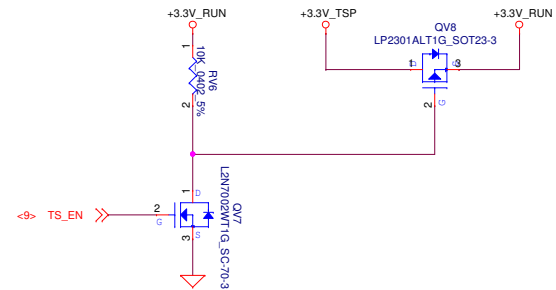 +3.3V_RUN
+3.3V_TSP
+3.3V_RUN
QV8
LP2301ALT1G_SOT23-3
1
D
3
S
2
G
1
RV6
10K_0402_5%
2
1
D
QV7
L2N7002WT1G_SC-70-3
<9> TS_EN
2
G
3
S